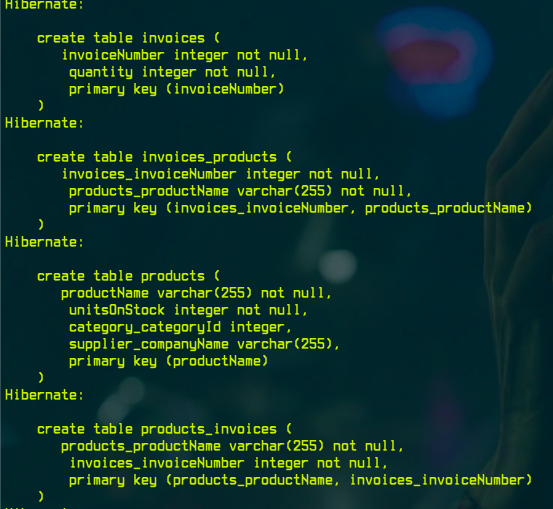 Hibernate:
create table invoices (
invoiceNumber integer not null,
quantity integer not null,
primary key (invoiceNumber)
)
Hibernate:
create table invoices_products (
invoices_invoiceNumber integer not null,
products_productName varchar(255) not null,
primary key (invoices_invoiceNumber, products_productName)
)
Hibernate:
create table products (
productName varchar(255) not null,
unitsOnStock integer not null,
category_categoryId integer,
supplier_companyName varchar(255),
primary key (productName)
)
Hibernate:
create table products_invoices (
products_productName varchar(255) not null,
invoices_invoiceNumber integer not null,
primary key (products_productName, invoices_invoiceNumber)
)